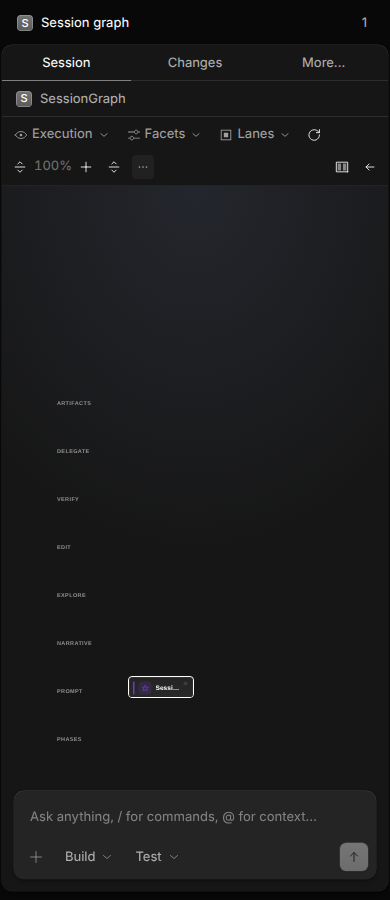 S Session graph 1
Session Changes More...
S SessionGraph
Execution Facets Lanes
100%
ARTIFACTS
DELEGATE
VERIFY
EDIT
EXPLORE
NARRATIVE
PROMPT Sessi...
PHASES
Ask anything, / for commands, @ for context...
Build Test